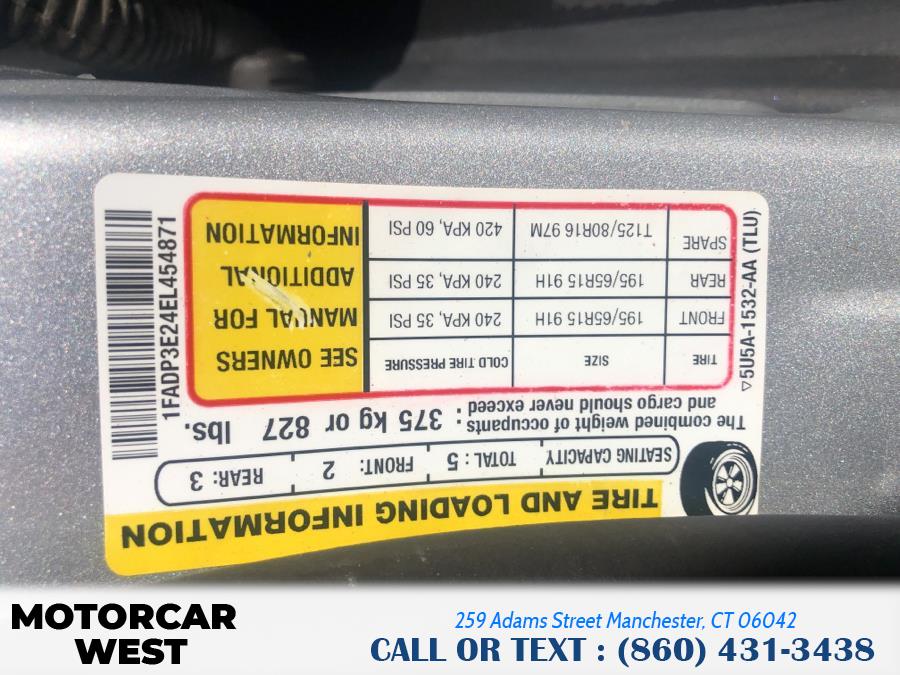 TIRE AND LOADING INFORMATION
SEATING CAPACITY TOTAL : 5 FRONT: 2 REAR: 3
The combined weight of occupants
and cargo should never exceed : 375 kg or 827 lbs.
TIRE SIZE COLD TIRE PRESSURE
FRONT 195/65R15 91H 240 KPA, 35 PSI
REAR 195/65R15 91H 240 KPA, 35 PSI
SPARE T125/80R16 97M 420 KPA, 60 PSI
SEE OWNERS
MANUAL FOR
ADDITIONAL
INFORMATION
5U5A-1532-AA (TLU)
1FADP3E24EL454871
MOTORCAR
WEST
259 Adams Street Manchester, CT 06042
CALL OR TEXT : (860) 431-3438